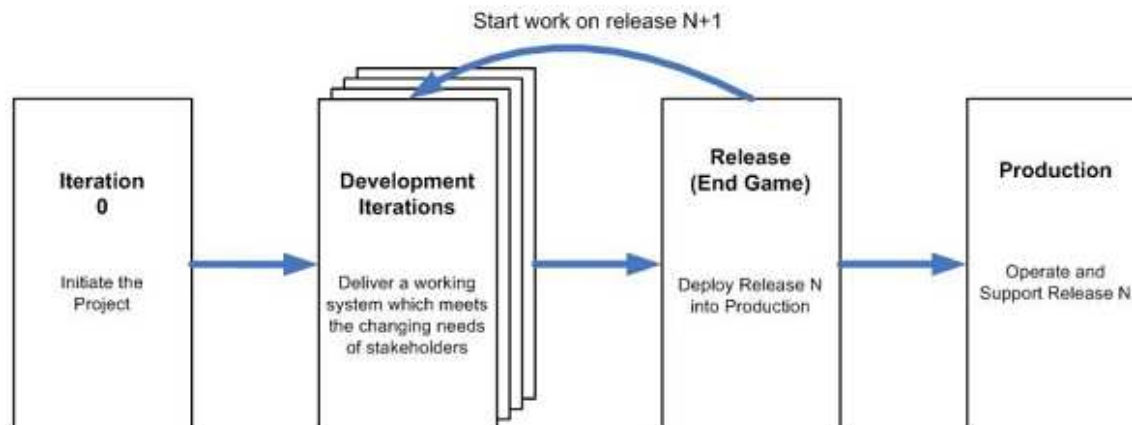 Start work on release N+1
Iteration
0
Initiate the
Project
Development
Iterations
Deliver a working
system which meets
the changing needs
of stakeholders
Release
(End Game)
Deploy Release N
into Production
Production
Operate and
Support Release N